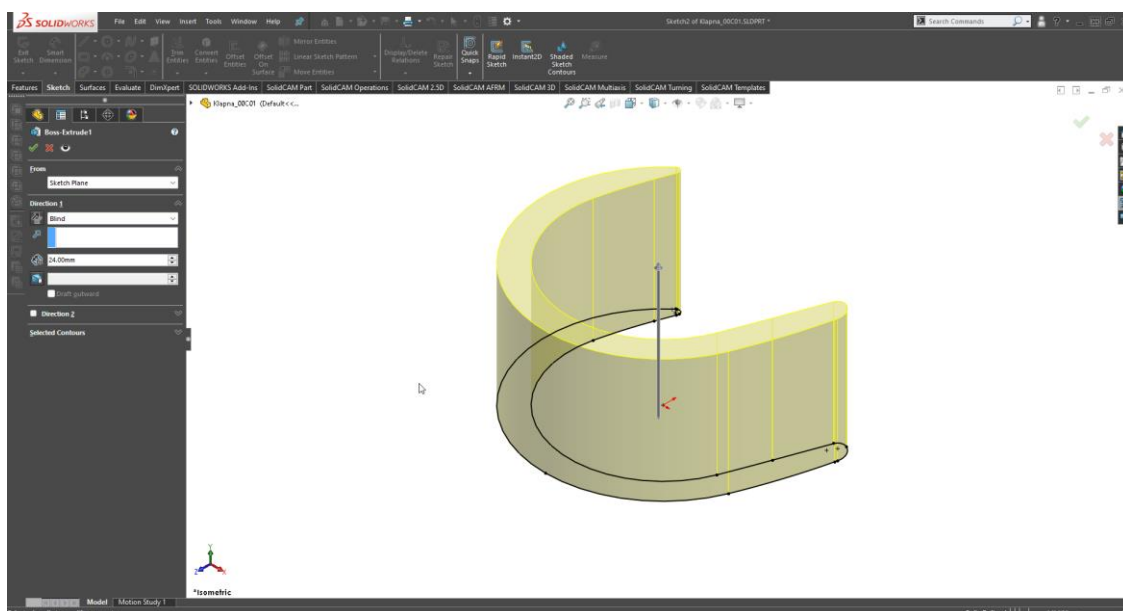 SOLIDWORKS File Edit View Insert Tools Window Help
Sketch2 of Klapna_00C01.SLDPRT *
Search Commands
Exit Sketch
Smart Dimension
Trim Entities
Convert Entities
Offset Entities
Offset On Surface
Mirror Entities
Linear Sketch Pattern
Move Entities
Display/Delete Relations
Repair Sketch
Quick Snaps
Rapid Sketch
Instant2D
Shaded Sketch Contours
Measure
Features Sketch Surfaces Evaluate DimXpert SOLIDWORKS Add-Ins SolidCAM Part SolidCAM Operations SolidCAM 2.5D SolidCAM AFRM SolidCAM 3D SolidCAM Multiaxis SolidCAM Turning SolidCAM Templates
Klapna_00C01 (Default<<...
Boss-Extrude1
From
Sketch Plane
Direction 1
Blind
24.00mm
Draft outward
Direction 2
Selected Contours
Y
Z
X
*Isometric
Model Motion Study 1